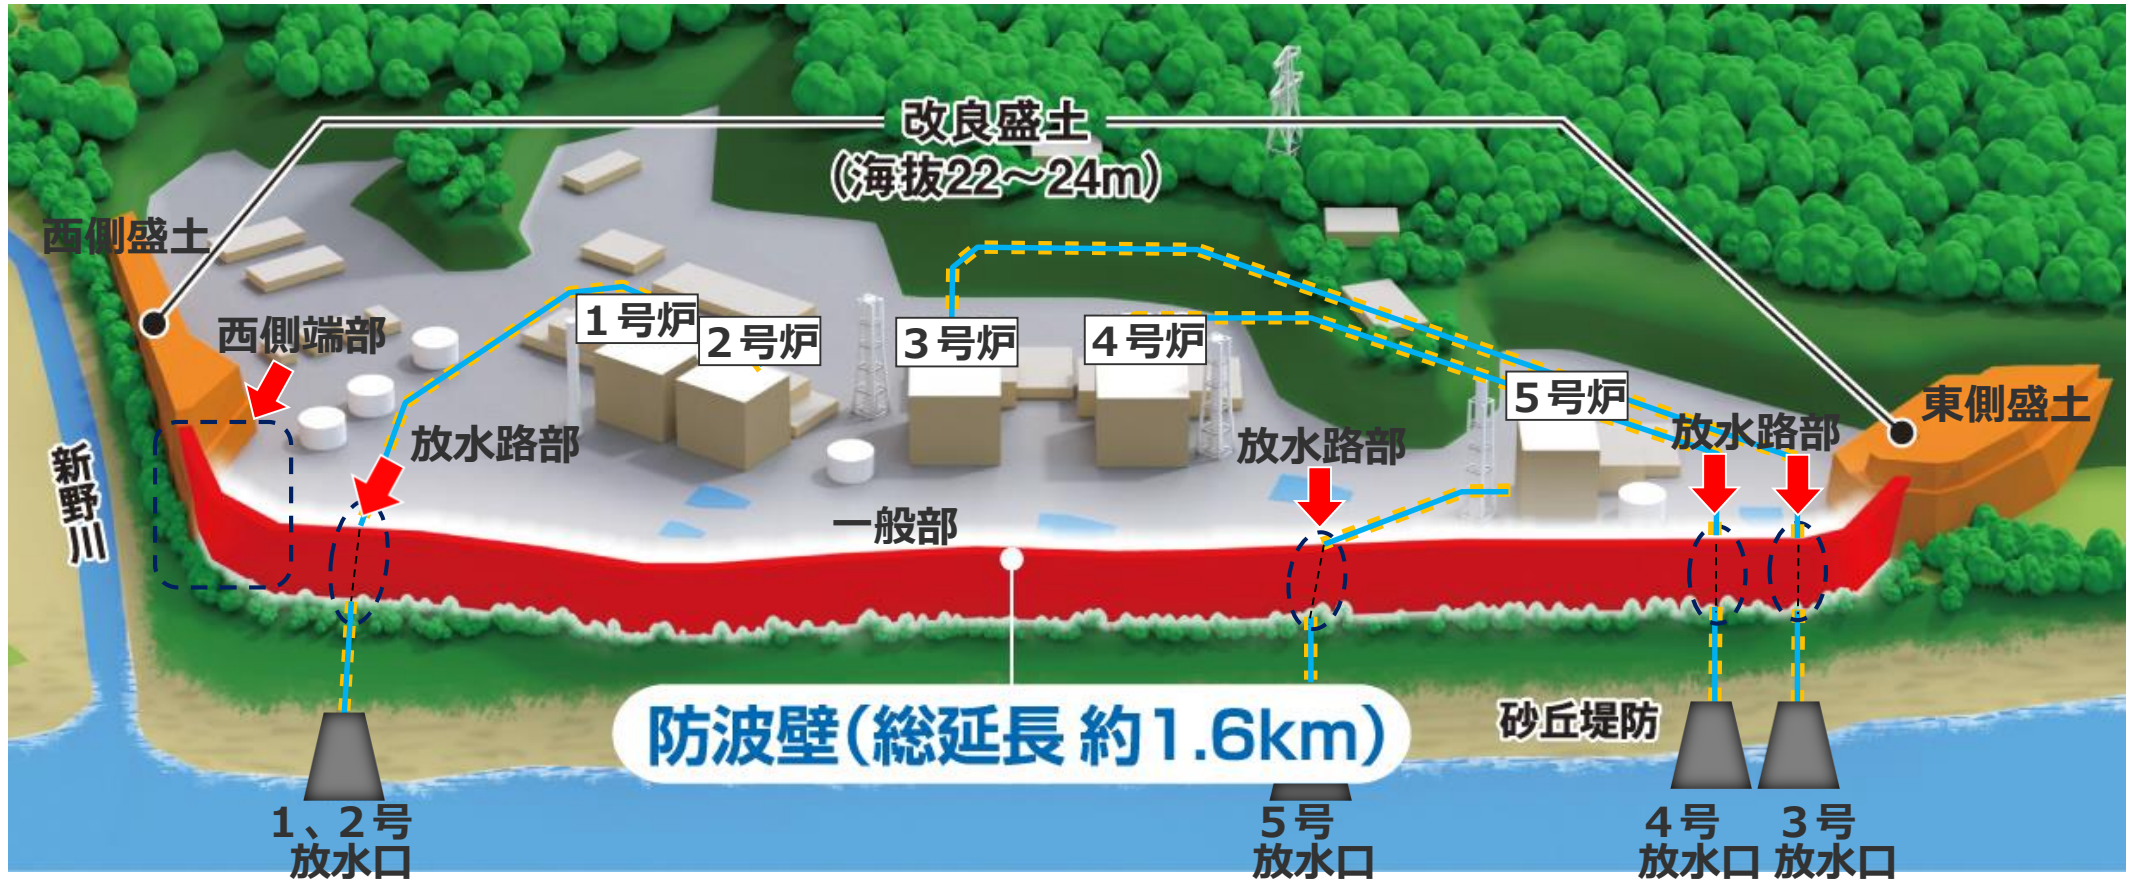 改良盛土
（海抜22～24m）
西側盛土
西側端部
１号炉
２号炉
３号炉
４号炉
５号炉
東側盛土
放水路部
放水路部
放水路部
新野川
一般部
防波壁（総延長 約1.6km）
砂丘堤防
１、２号
放水口
５号
放水口
４号
放水口
３号
放水口